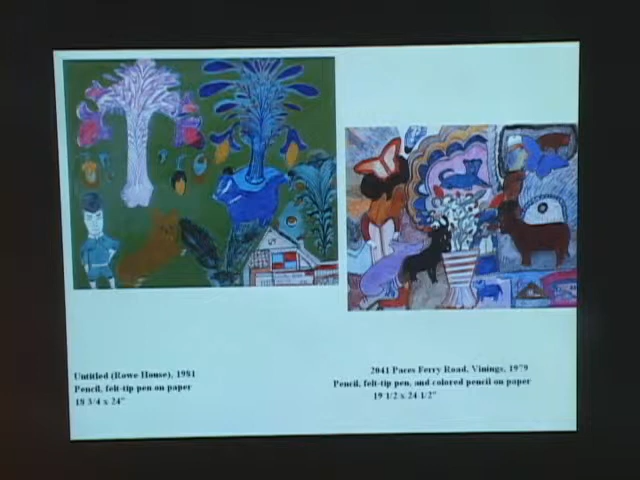 Untitled (Rowe House), 1981
Pencil, felt-tip pen on paper
18 3/4 x 24"
2041 Paces Ferry Road, Vinings, 1979
Pencil, felt-tip pen, and colored pencil on paper
19 1/2 x 24 1/2"